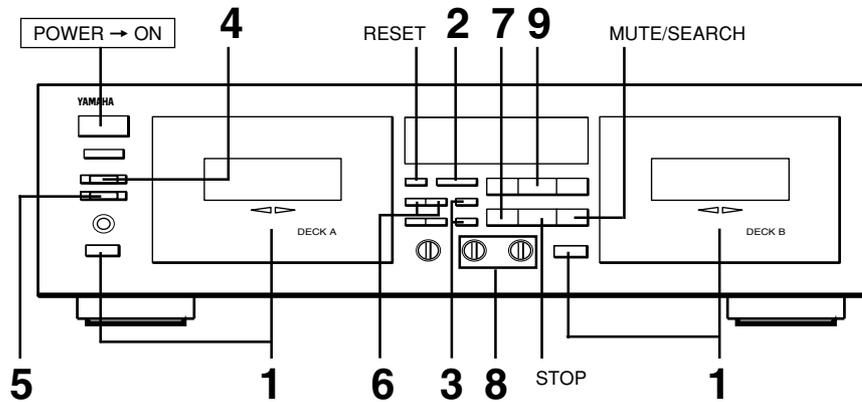 POWER → ON
4
RESET
2
7
9
MUTE/SEARCH
YAMAHA
DECK A
DECK B
5
1
6
3
8
STOP
1